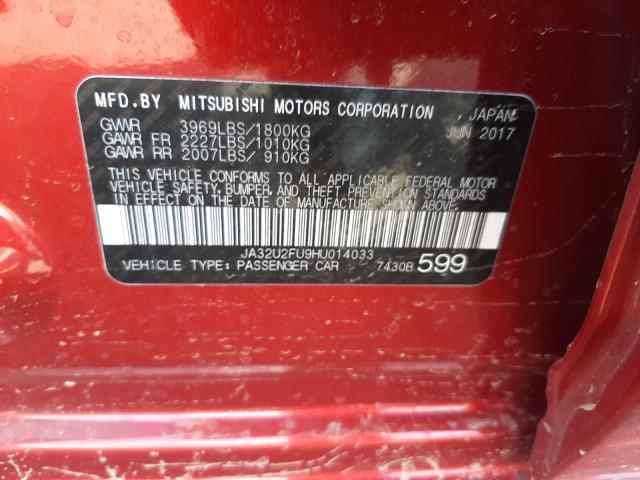 MFD.BY MITSUBISHI MOTORS CORPORATION JAPAN
GVWR 3969LBS/1800KG JUN 2017
GAWR FR 2227LBS/1010KG
GAWR RR 2007LBS/ 910KG
THIS VEHICLE CONFORMS TO ALL APPLICABLE FEDERAL MOTOR
VEHICLE SAFETY, BUMPER, AND THEFT PREVENTION STANDARDS
IN EFFECT ON THE DATE OF MANUFACTURE SHOWN ABOVE.
JA32U2FU9HU014033
VEHICLE TYPE: PASSENGER CAR 7430B 599